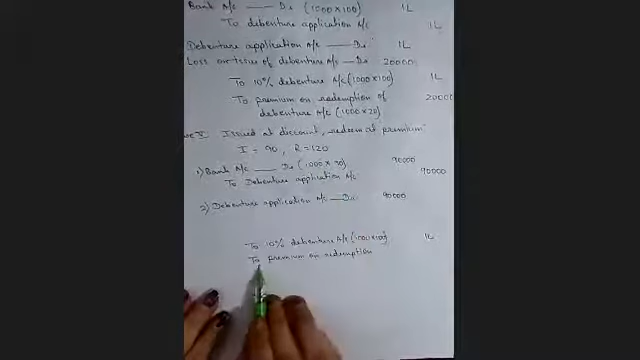 Bank A/c —— Dr (1000×100) 1L
To debenture application A/c 1L
Debenture application A/c —— Dr 1L
Loss on issue of debenture A/c —Dr 20000
To 10% debenture A/c (1000×100) 1L
To premium on redemption of 20000
debenture A/c (1000×20)
Issued at discount, redeem at premium
I = 90, R = 120
1) Bank A/c —— Dr (1000× 90000
To Debenture application A/c 90000
2) Debenture application A/c —Dr 90000
To 10% debenture A/c (1000×100) 1L
To premium on redemption